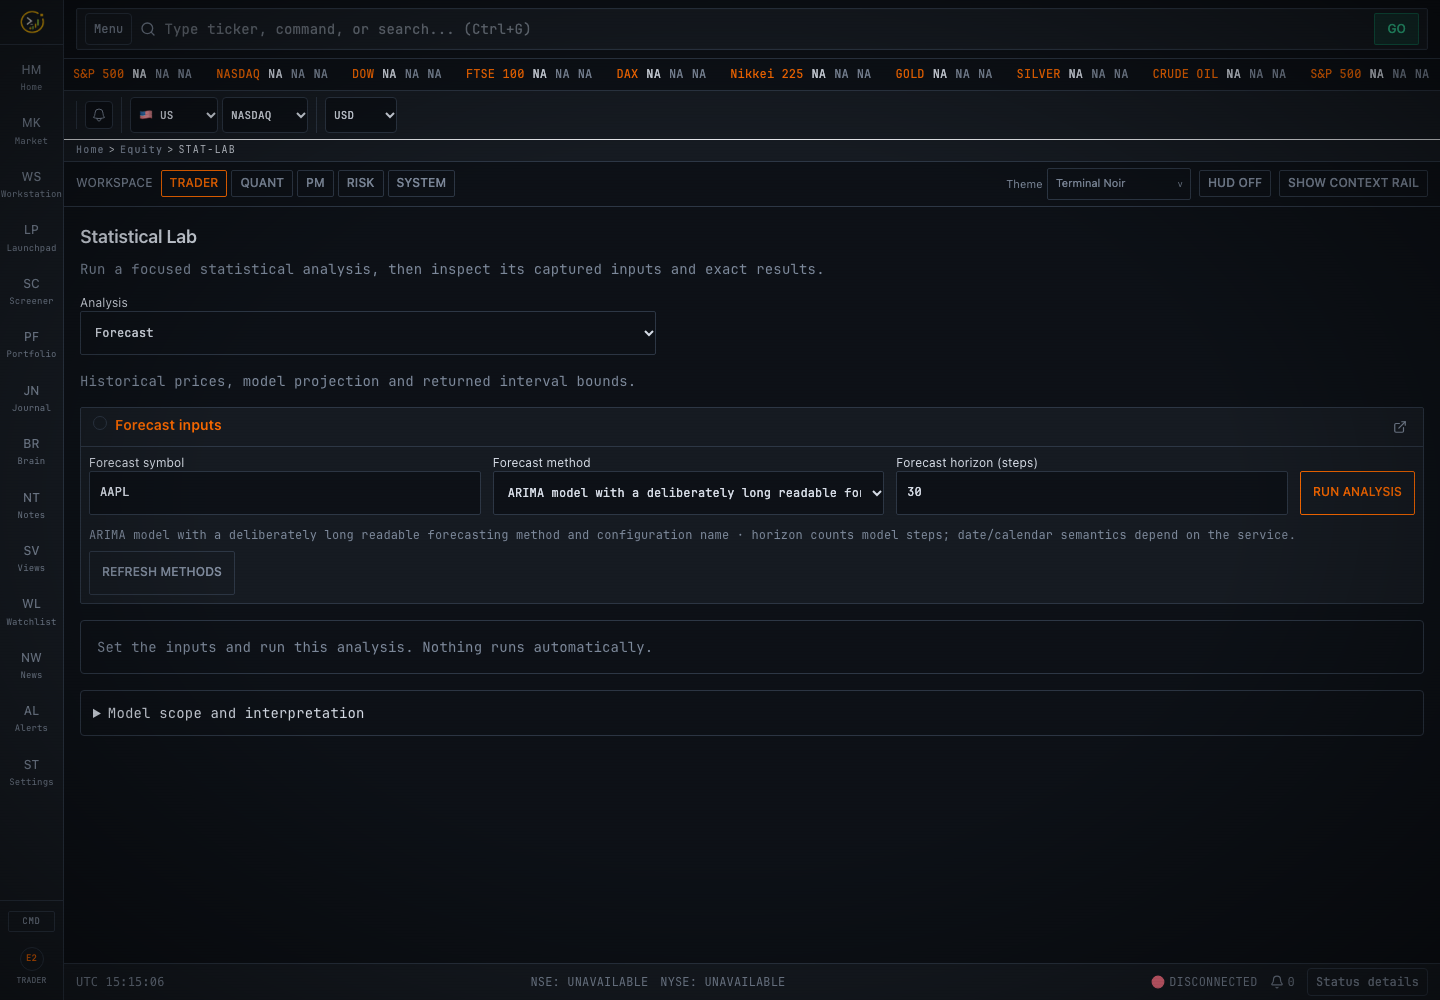 Menu
Type ticker, command, or search... (Ctrl+G)
GO
S&P 500 NA NA NA NASDAQ NA NA NA DOW NA NA NA FTSE 100 NA NA NA DAX NA NA NA Nikkei 225 NA NA NA GOLD NA NA NA SILVER NA NA NA CRUDE OIL NA NA NA S&P 500 NA NA NA
US NASDAQ USD
Home > Equity > STAT-LAB
WORKSPACE TRADER QUANT PM RISK SYSTEM Theme Terminal Noir v HUD OFF SHOW CONTEXT RAIL
HM
Home
MK
Market
WS
Workstation
LP
Launchpad
SC
Screener
PF
Portfolio
JN
Journal
BR
Brain
NT
Notes
SV
Views
WL
Watchlist
NW
News
AL
Alerts
ST
Settings
CMD
E2
TRADER
Statistical Lab
Run a focused statistical analysis, then inspect its captured inputs and exact results.
Analysis
Forecast
Historical prices, model projection and returned interval bounds.
Forecast inputs
Forecast symbol Forecast method Forecast horizon (steps)
AAPL ARIMA model with a deliberately long readable for 30 RUN ANALYSIS
ARIMA model with a deliberately long readable forecasting method and configuration name · horizon counts model steps; date/calendar semantics depend on the service.
REFRESH METHODS
Set the inputs and run this analysis. Nothing runs automatically.
Model scope and interpretation
UTC 15:15:06 NSE: UNAVAILABLE NYSE: UNAVAILABLE DISCONNECTED 0 Status details